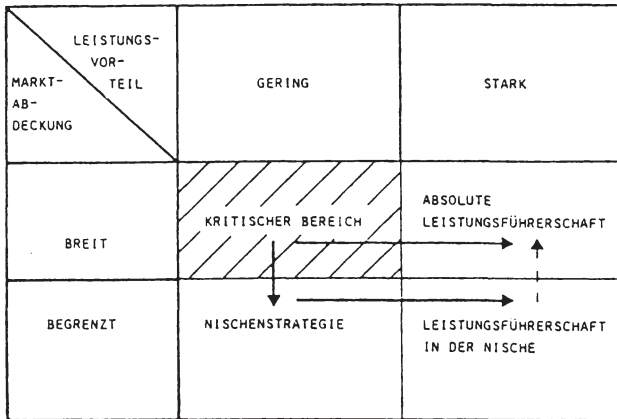 LEISTUNGS-
VOR-
TEIL
MARKT-
AB-
DECKUNG
GERING
STARK
BREIT
KRITISCHER BEREICH
ABSOLUTE
LEISTUNGSFÜHRERSCHAFT
BEGRENZT
NISCHENSTRATEGIE
LEISTUNGSFÜHRERSCHAFT
IN DER NISCHE